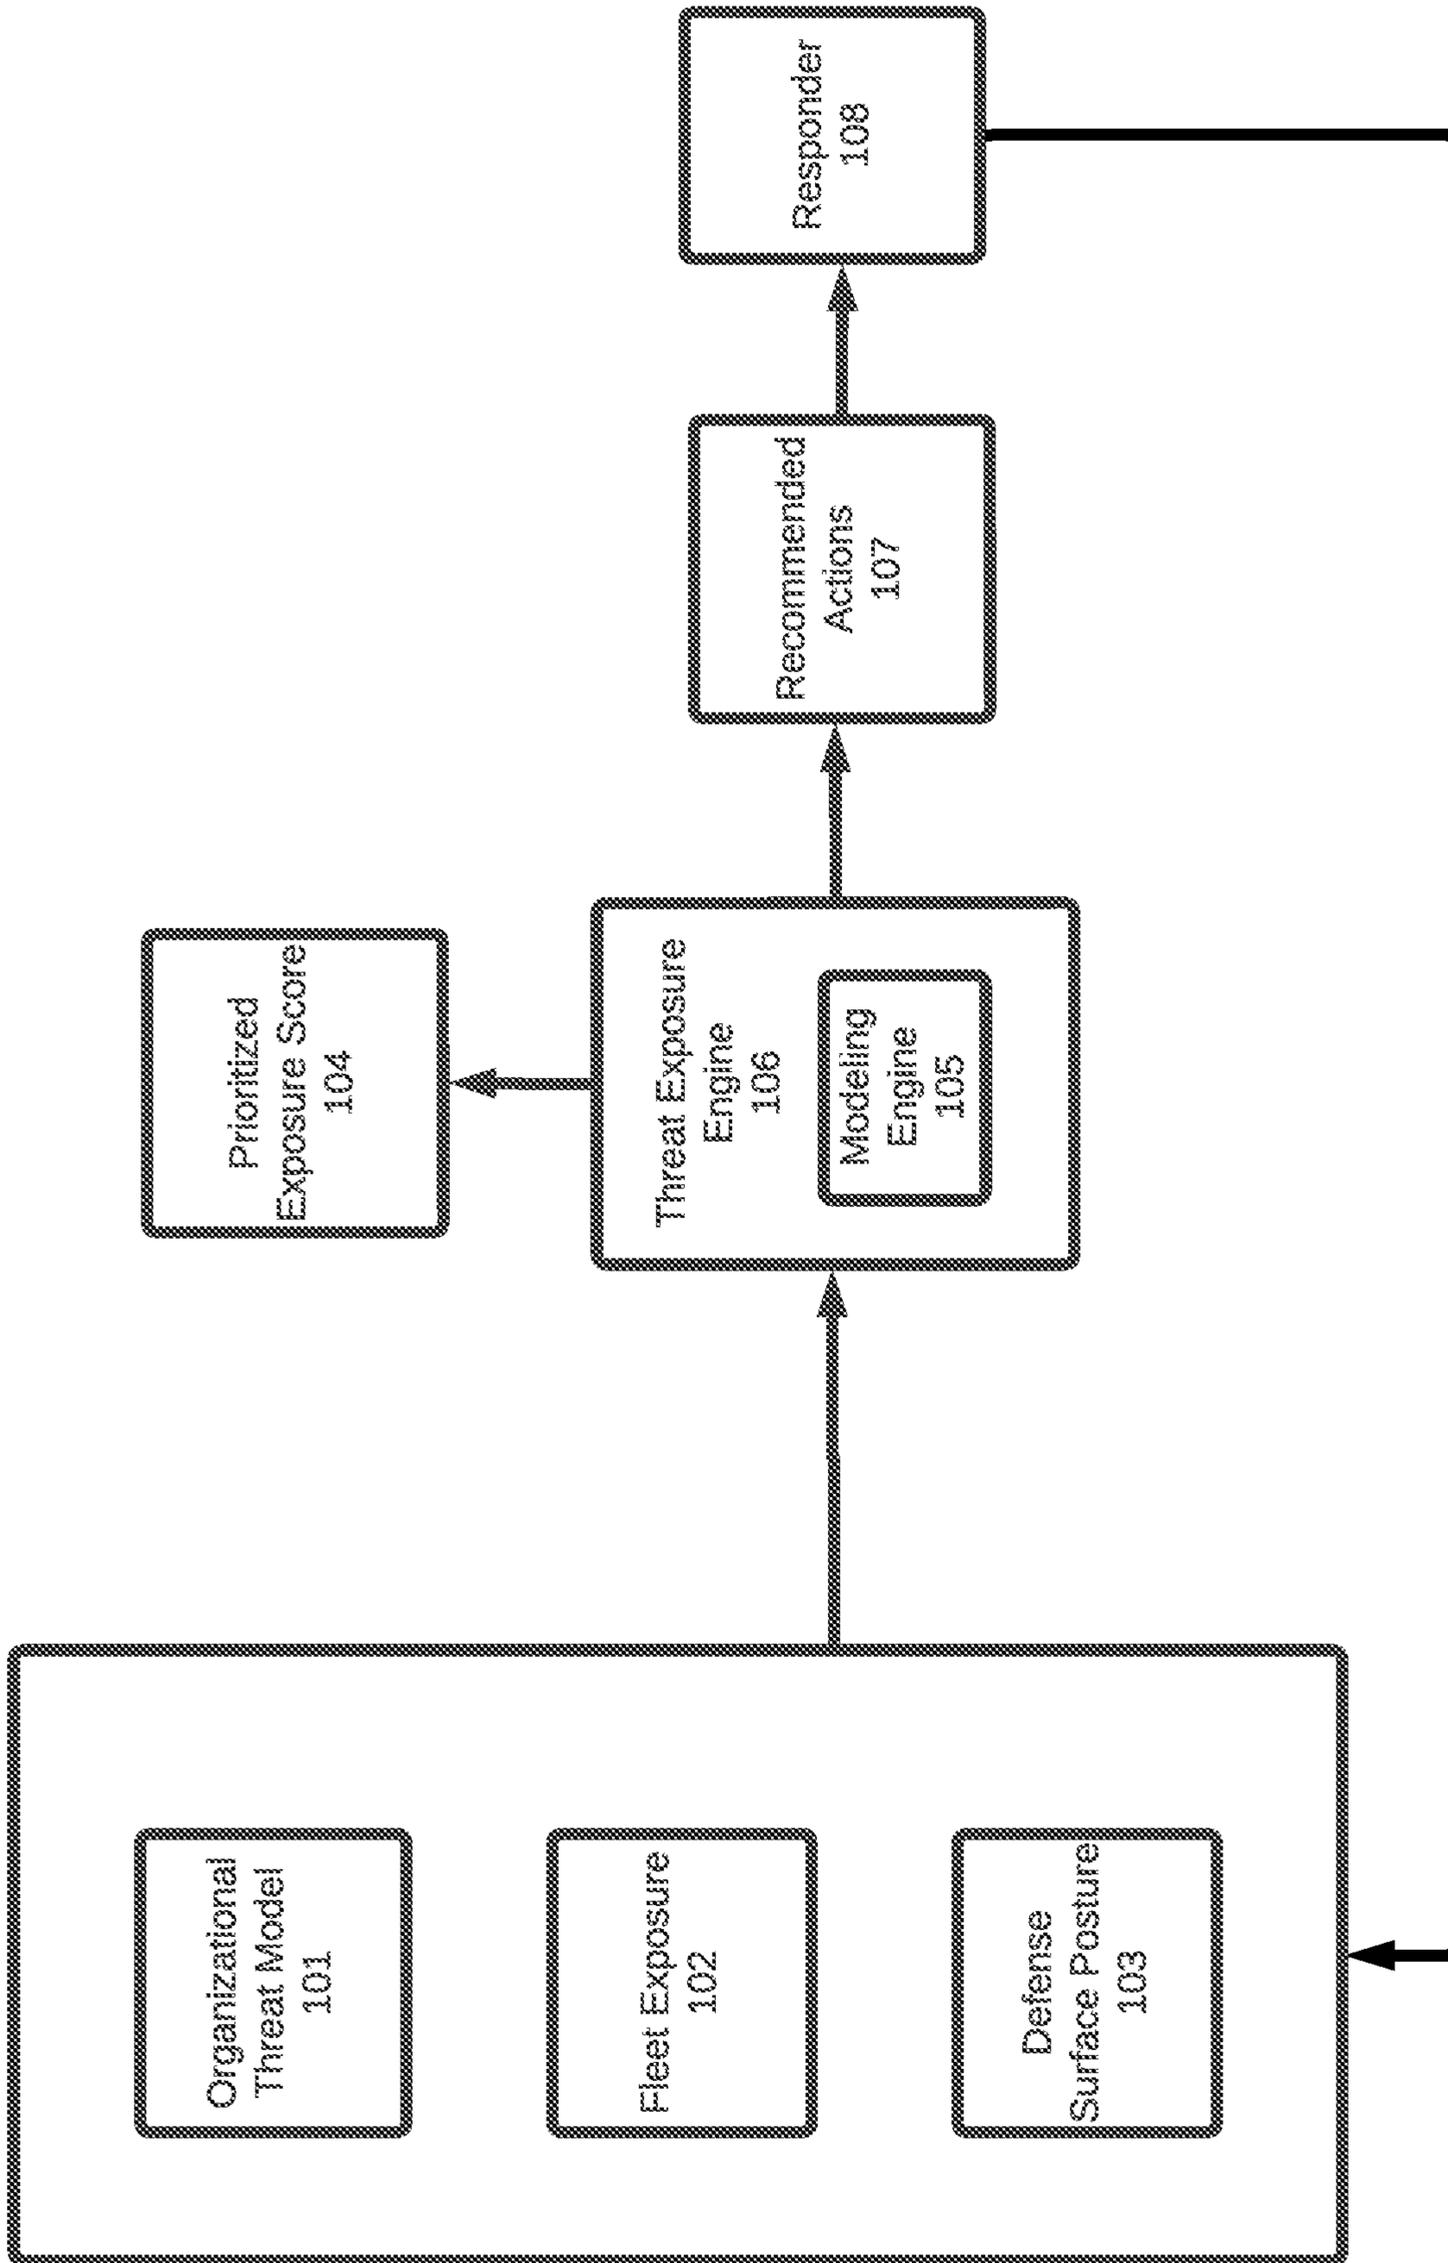 Organizational
Threat Model
101
Fleet Exposure
102
Defense
Surface Posture
103
Prioritized
Exposure Score
104
Threat Exposure
Engine
106
Modeling
Engine
105
Recommended
Actions
107
Responder
108